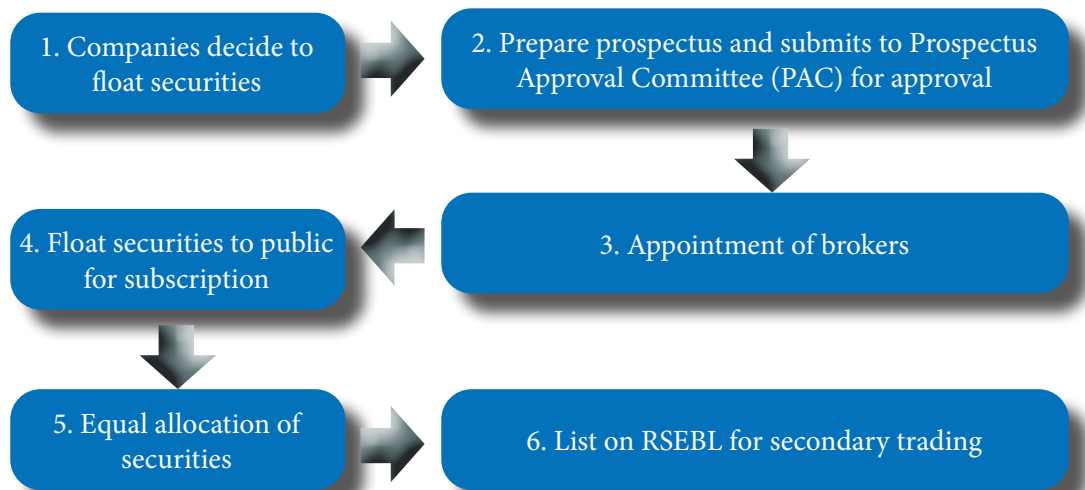 1. Companies decide to
float securities
2. Prepare prospectus and submits to Prospectus
Approval Committee (PAC) for approval
3. Appointment of brokers
4. Float securities to public
for subscription
5. Equal allocation of
securities
6. List on RSEBL for secondary trading